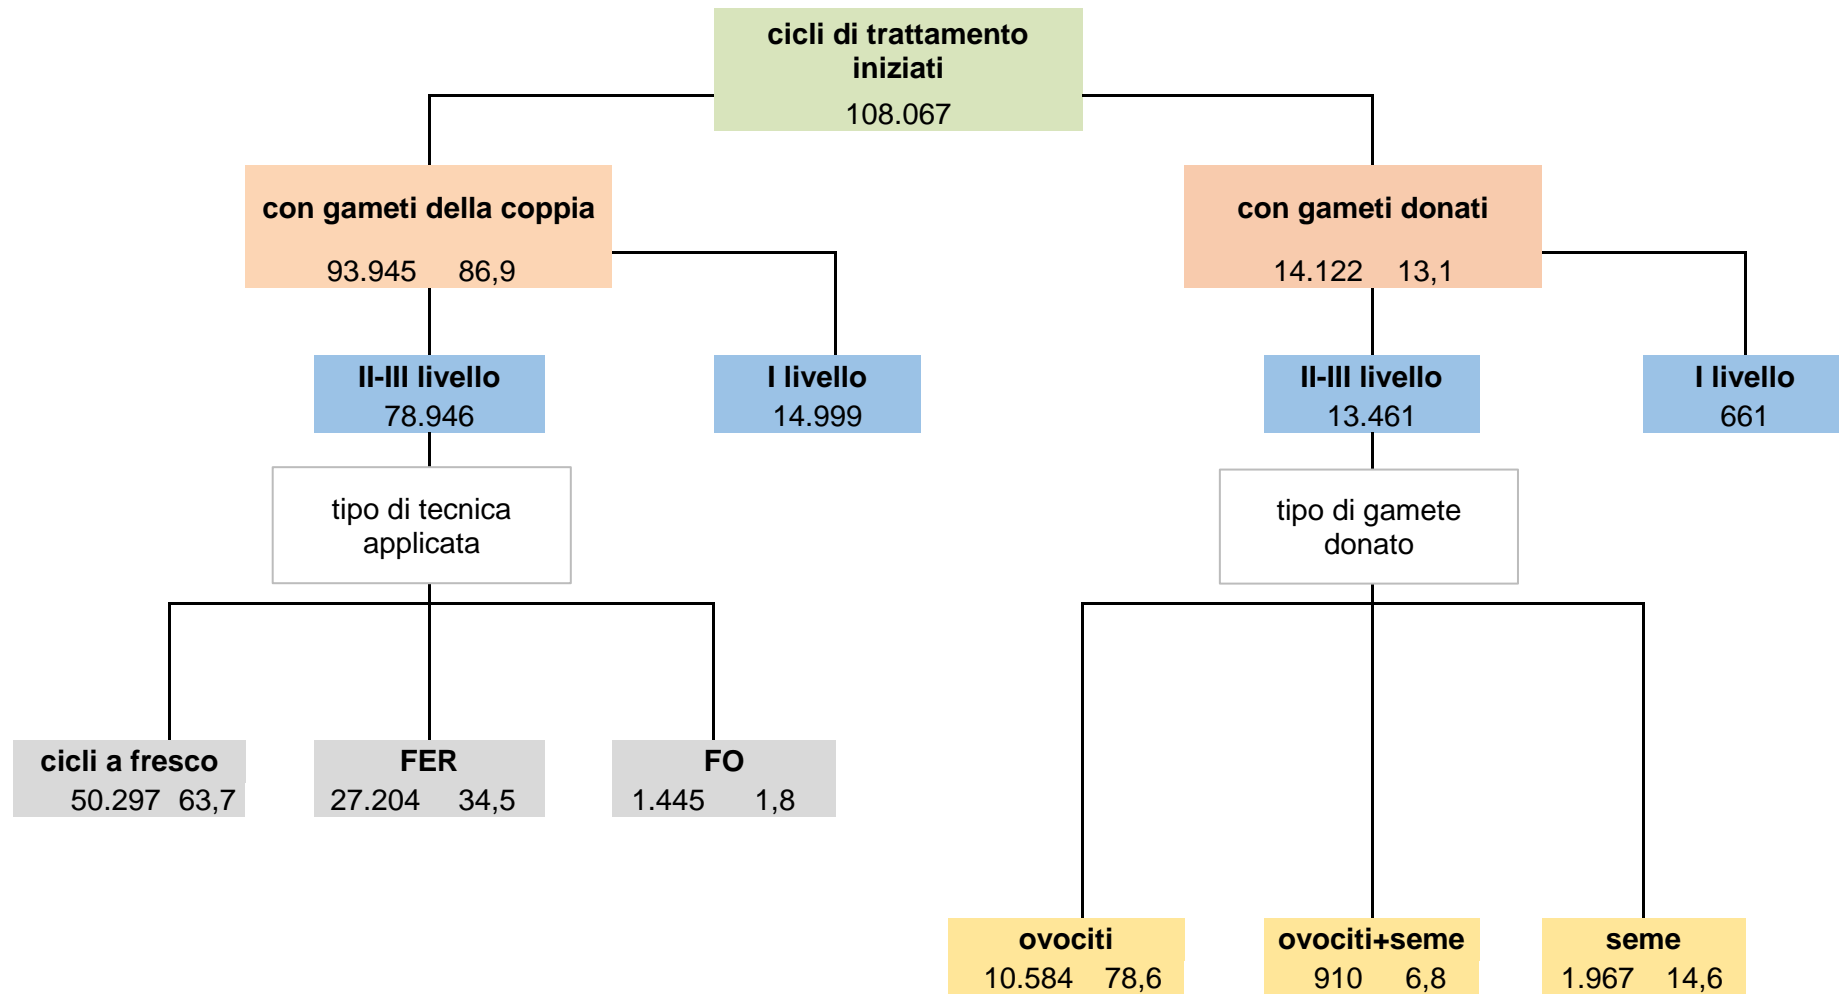 cicli di trattamento
iniziati
108.067
con gameti della coppia
93.945 86,9
con gameti donati
14.122 13,1
II-III livello
78.946
I livello
14.999
II-III livello
13.461
I livello
661
tipo di tecnica
applicata
tipo di gamete
donato
cicli a fresco
50.297 63,7
FER
27.204 34,5
FO
1.445 1,8
ovociti
10.584 78,6
ovociti+seme
910 6,8
seme
1.967 14,6